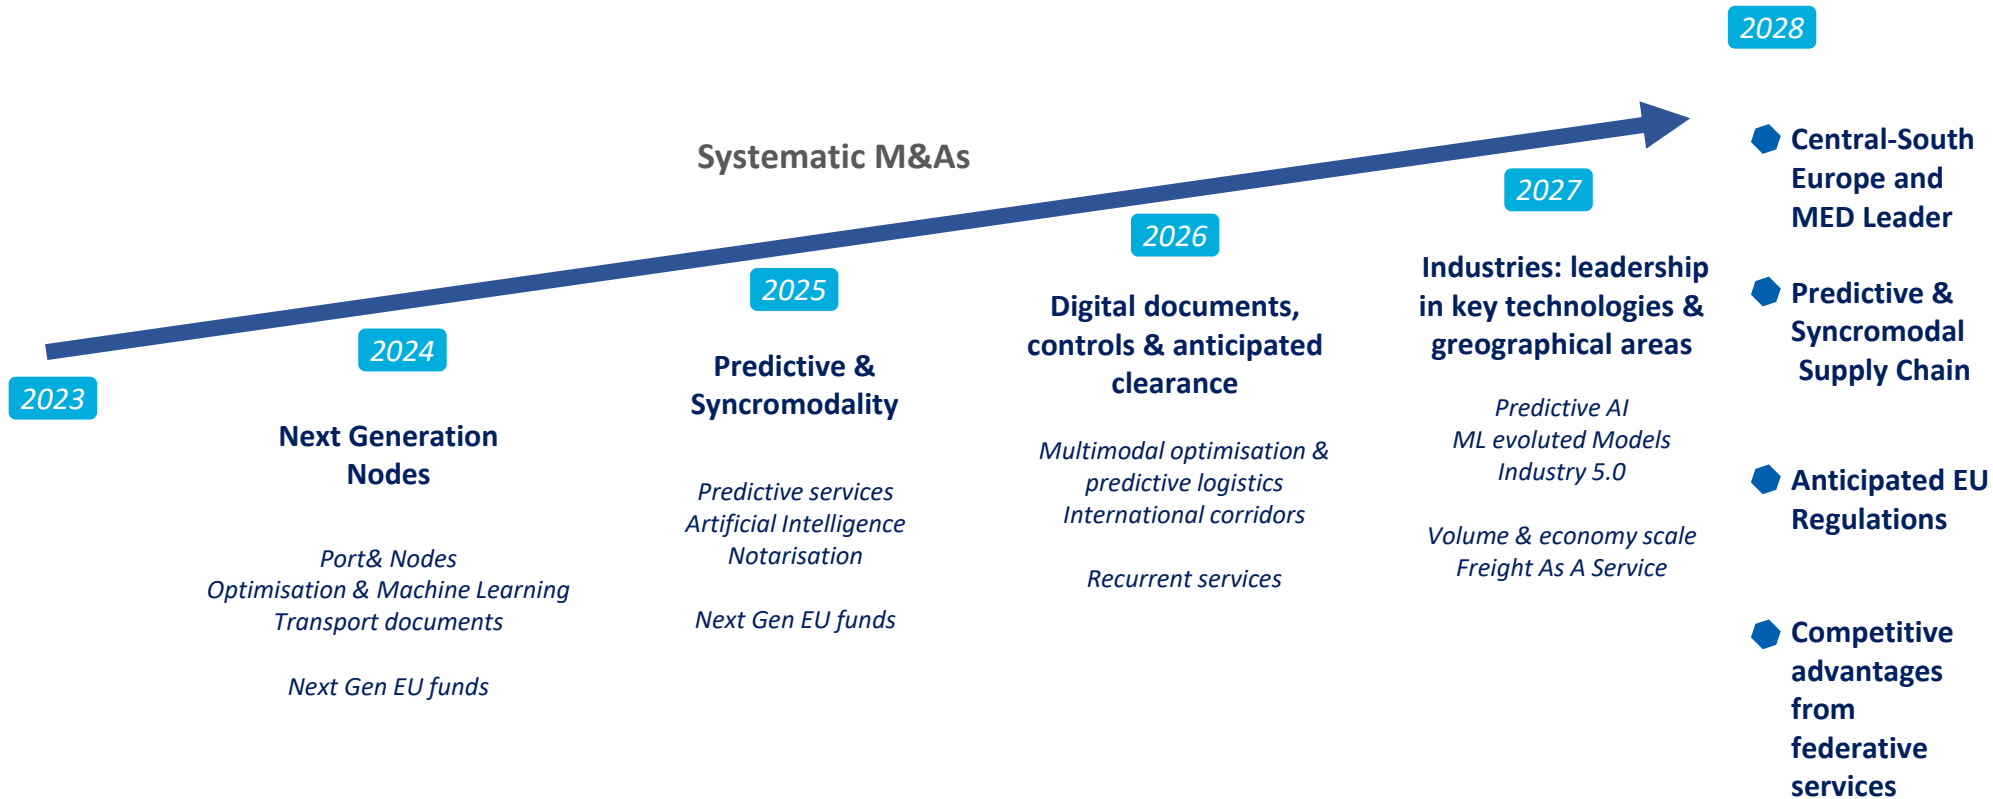 Systematic M&As
2023
2024
Next Generation
Nodes
Port& Nodes
Optimisation & Machine Learning
Transport documents
Next Gen EU funds
2025
Predictive &
Syncromodality
Predictive services
Artificial Intelligence
Notarisation
Next Gen EU funds
2026
Digital documents,
controls & anticipated
clearance
Multimodal optimisation &
predictive logistics
International corridors
Recurrent services
2027
Industries: leadership
in key technologies &
greographical areas
Predictive AI
ML evoluted Models
Industry 5.0
Volume & economy scale
Freight As A Service
2028
Central-South
Europe and
MED Leader
Predictive &
Syncromodal
Supply Chain
Anticipated EU
Regulations
Competitive
advantages
from
federative
services